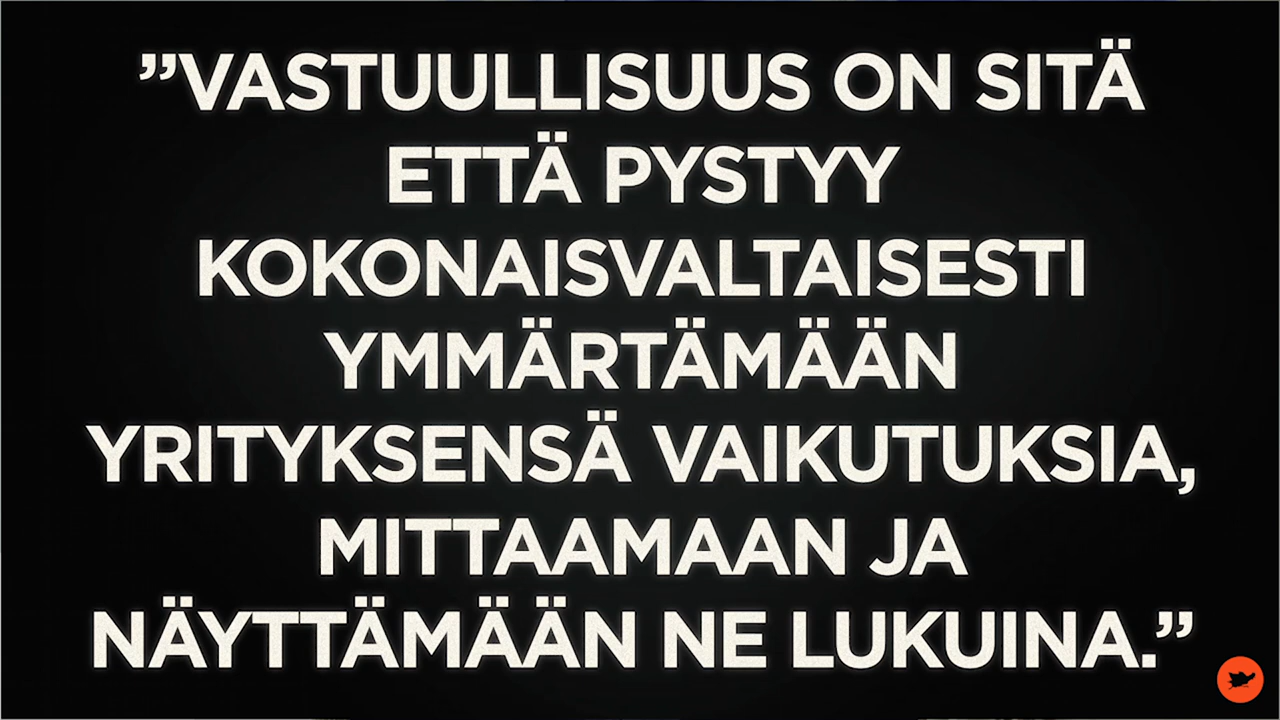 ”VASTUULLISUUS ON SITÄ
ETTÄ PYSTYY
KOKONAISVALTAISESTI
YMMÄRTÄMÄÄN
YRITYKSENSÄ VAIKUTUKSIA,
MITTAAMAAN JA
NÄYTTÄMÄÄN NE LUKUINA.”